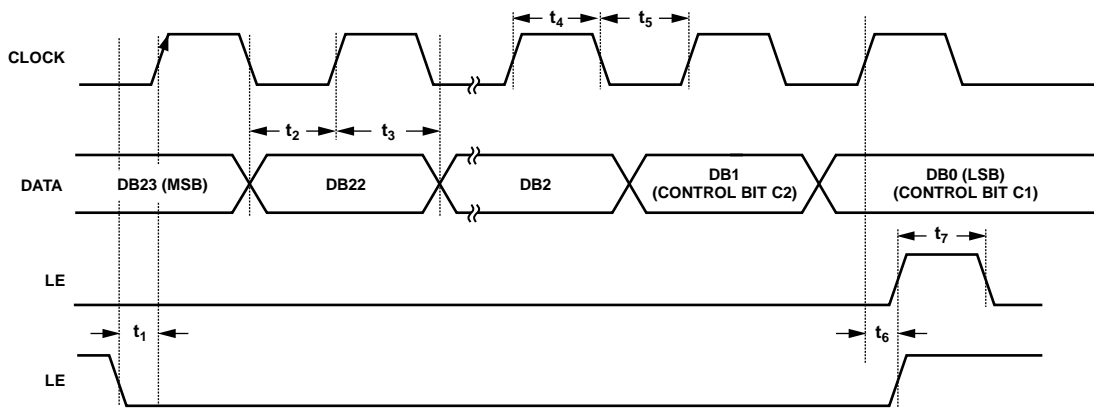 t4
t5
CLOCK
t2
t3
DATA
DB23 (MSB)
DB22
DB2
DB1
(CONTROL BIT C2)
DB0 (LSB)
(CONTROL BIT C1)
t7
LE
t1
t6
LE